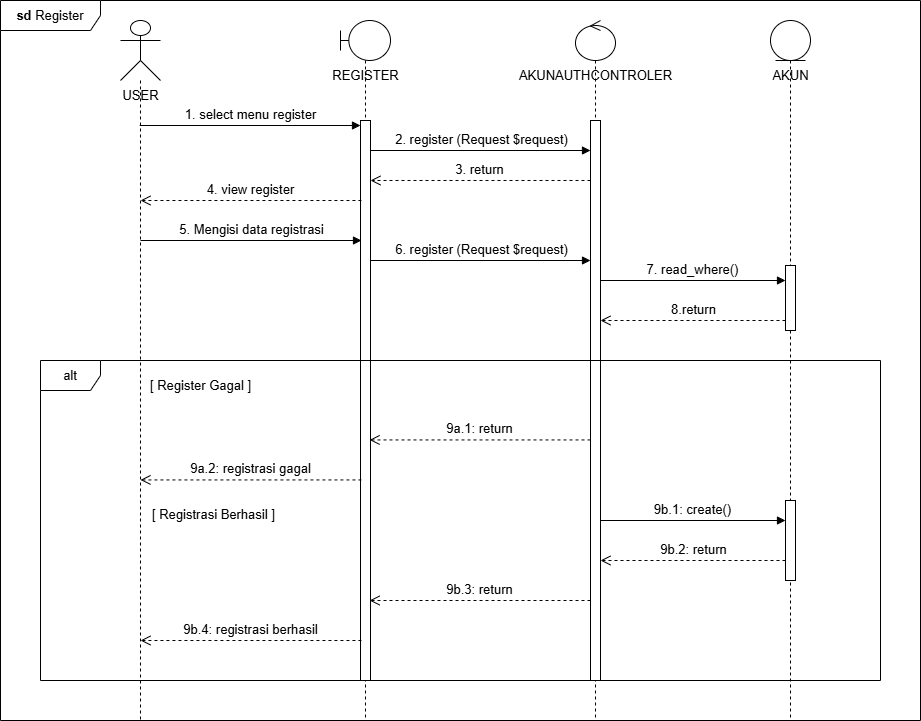 sd Register
USER
REGISTER
AKUNAUTHCONTROLER
AKUN
1. select menu register
2. register (Request $request)
3. return
4. view register
5. Mengisi data registrasi
6. register (Request $request)
7. read_where()
8.return
alt
[ Register Gagal ]
9a.1: return
9a.2: registrasi gagal
[ Registrasi Berhasil ]
9b.1: create()
9b.2: return
9b.3: return
9b.4: registrasi berhasil